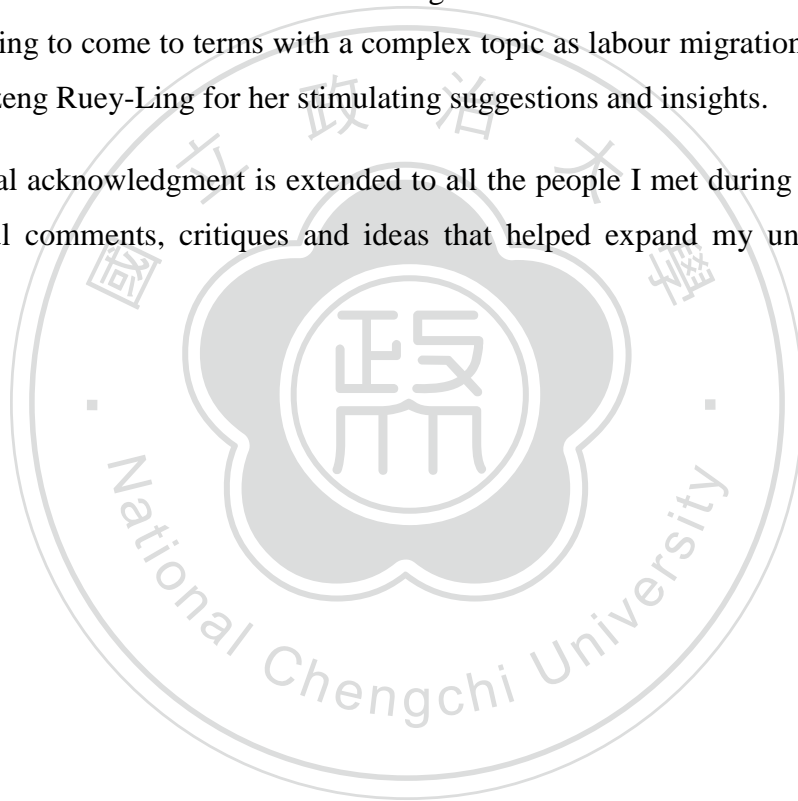 ing to come to terms with a complex topic as labour migration
eng Ruey-Ling for her stimulating suggestions and insights.
al acknowledgment is extended to all the people I met during
l comments, critiques and ideas that helped expand my un
國立政治大學
政
National Chengchi University